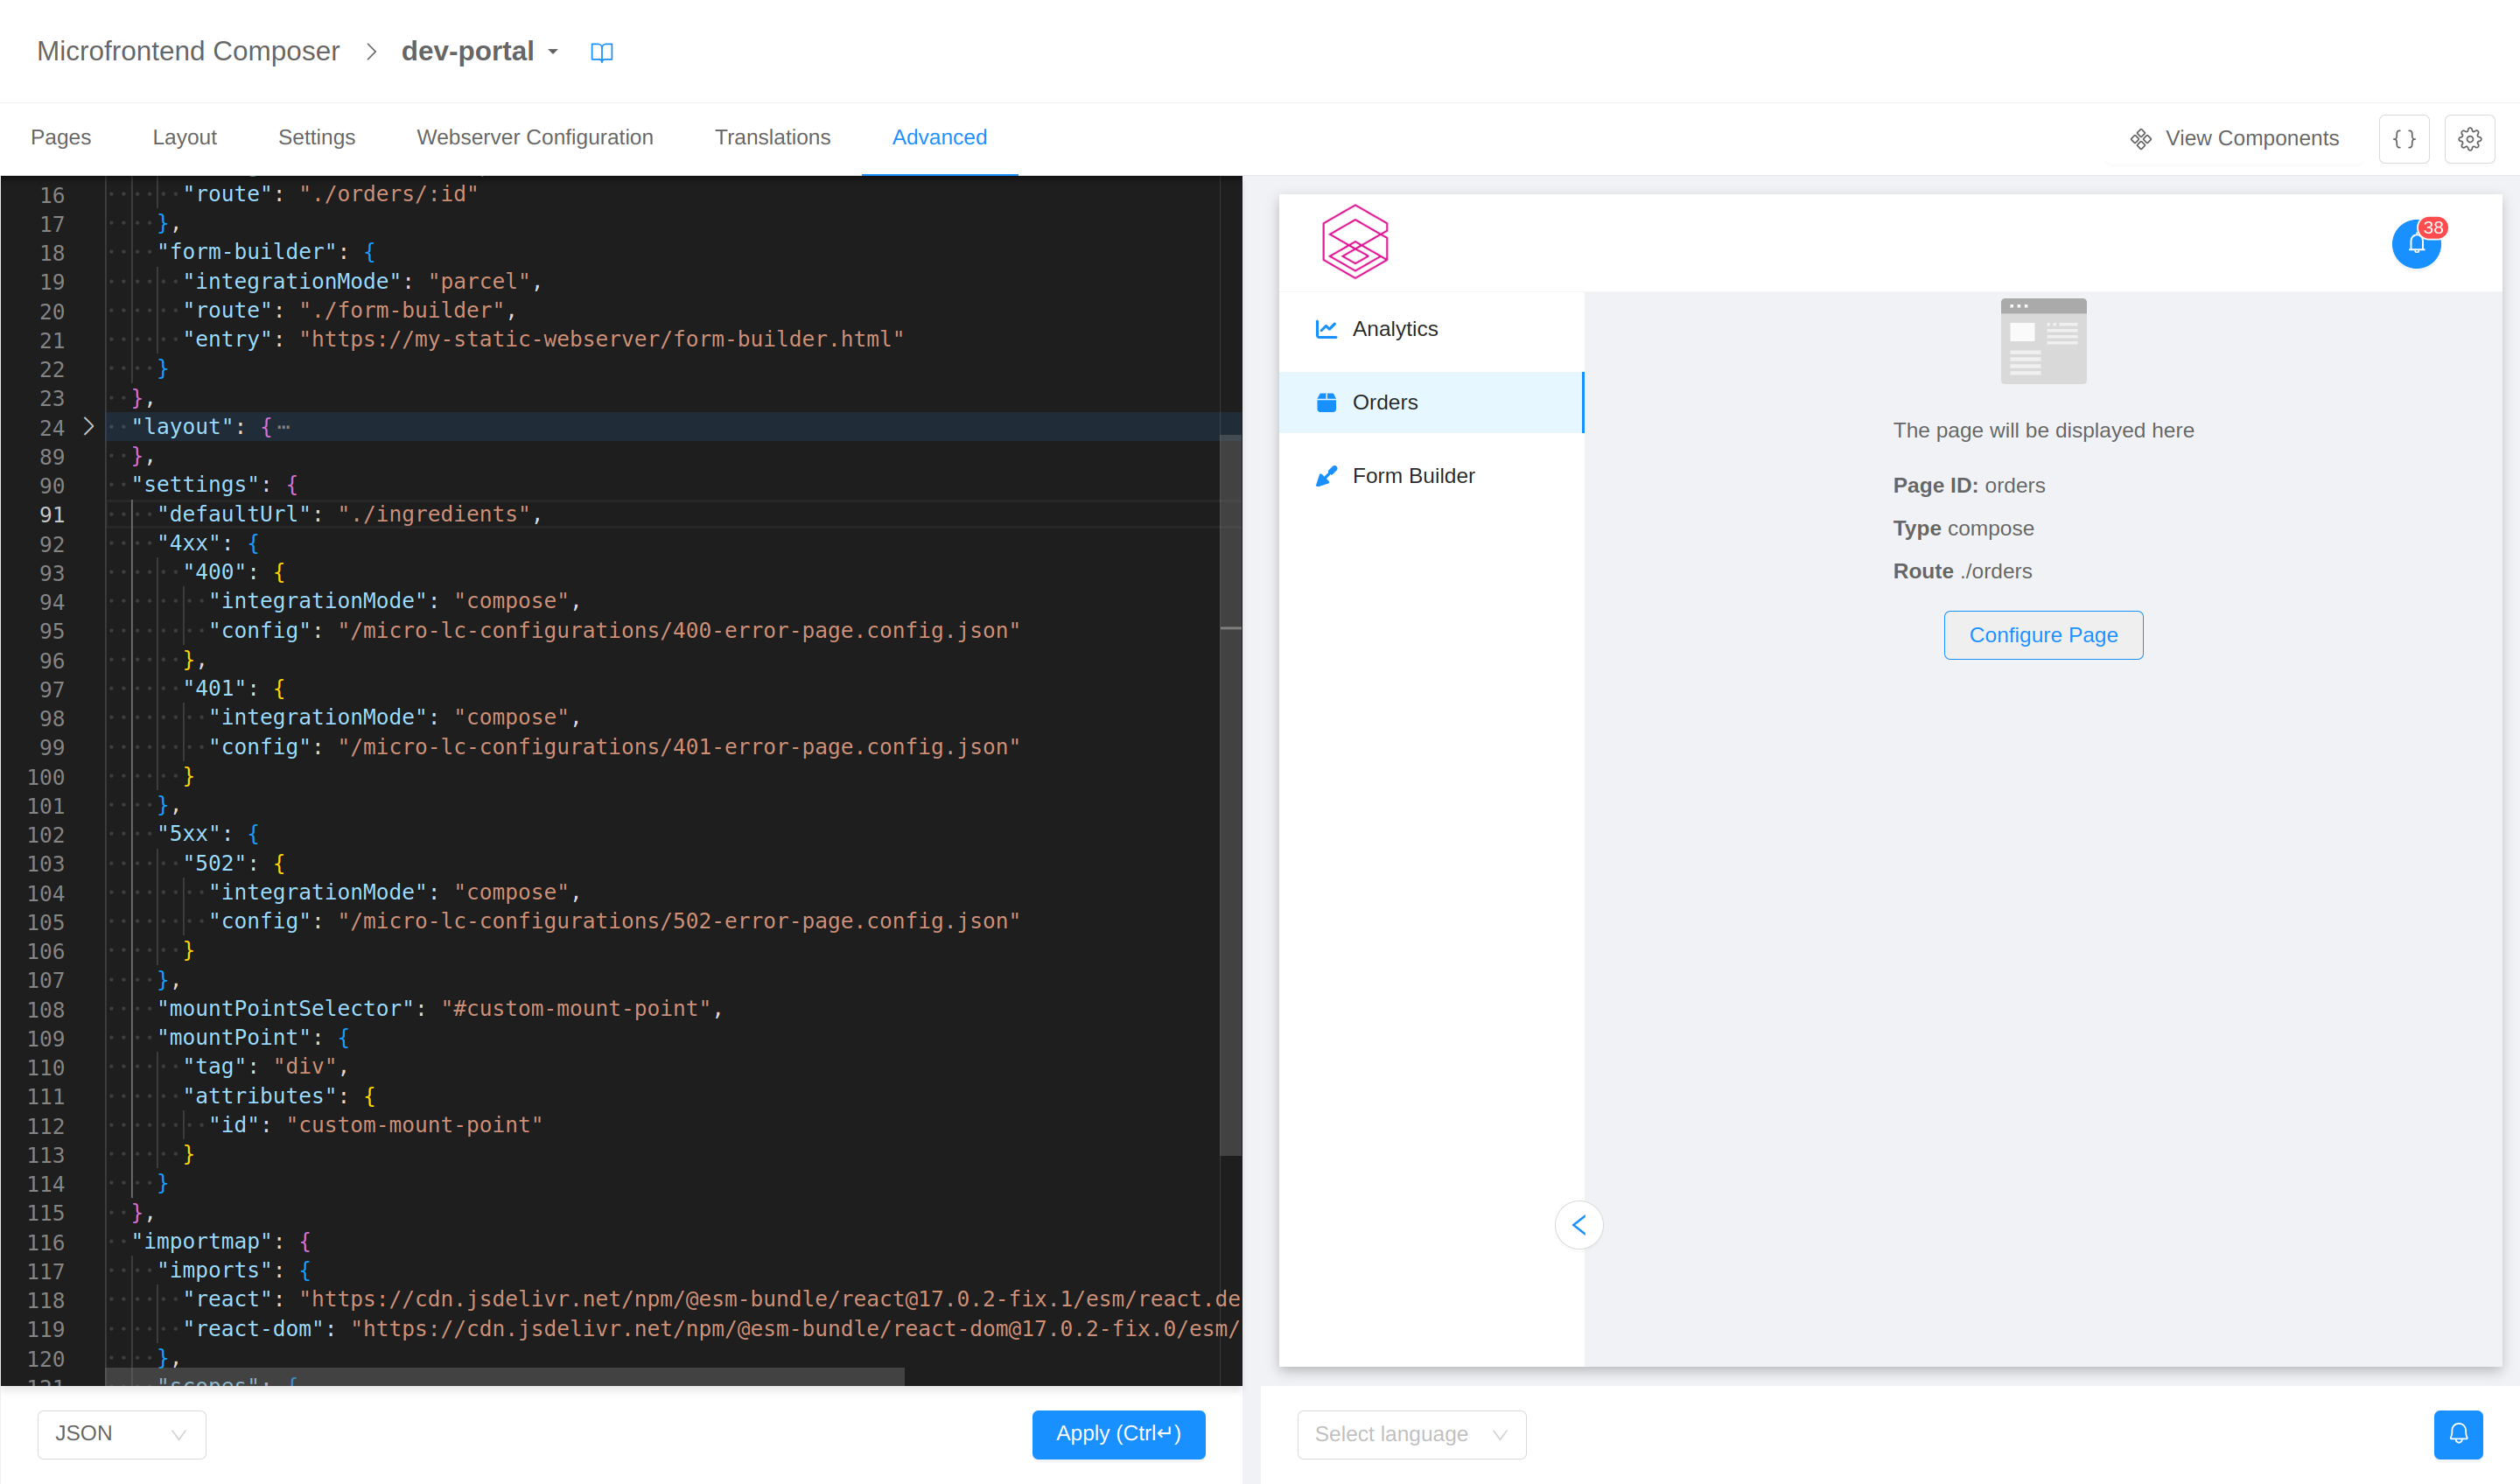 Microfrontend Composer
dev-portal
Pages
Layout
Settings
Webserver Configuration
Translations
Advanced
View Components
16 "route": "./orders/:id"
17 },
18 "form-builder": {
19 "integrationMode": "parcel",
20 "route": "./form-builder",
21 "entry": "https://my-static-webserver/form-builder.html"
22 }
23 },
24 "layout": {⋯
89 },
90 "settings": {
91 "defaultUrl": "./ingredients",
92 "4xx": {
93 "400": {
94 "integrationMode": "compose",
95 "config": "/micro-lc-configurations/400-error-page.config.json"
96 },
97 "401": {
98 "integrationMode": "compose",
99 "config": "/micro-lc-configurations/401-error-page.config.json"
100 }
101 },
102 "5xx": {
103 "502": {
104 "integrationMode": "compose",
105 "config": "/micro-lc-configurations/502-error-page.config.json"
106 }
107 },
108 "mountPointSelector": "#custom-mount-point",
109 "mountPoint": {
110 "tag": "div",
111 "attributes": {
112 "id": "custom-mount-point"
113 }
114 }
115 },
116 "importmap": {
117 "imports": {
118 "react": "https://cdn.jsdelivr.net/npm/@esm-bundle/react@17.0.2-fix.1/esm/react.de
119 "react-dom": "https://cdn.jsdelivr.net/npm/@esm-bundle/react-dom@17.0.2-fix.0/esm/
120 },
121 "scopes": {
JSON
Apply (Ctrl↵)
38
Analytics
Orders
Form Builder
The page will be displayed here
Page ID: orders
Type compose
Route ./orders
Configure Page
Select language